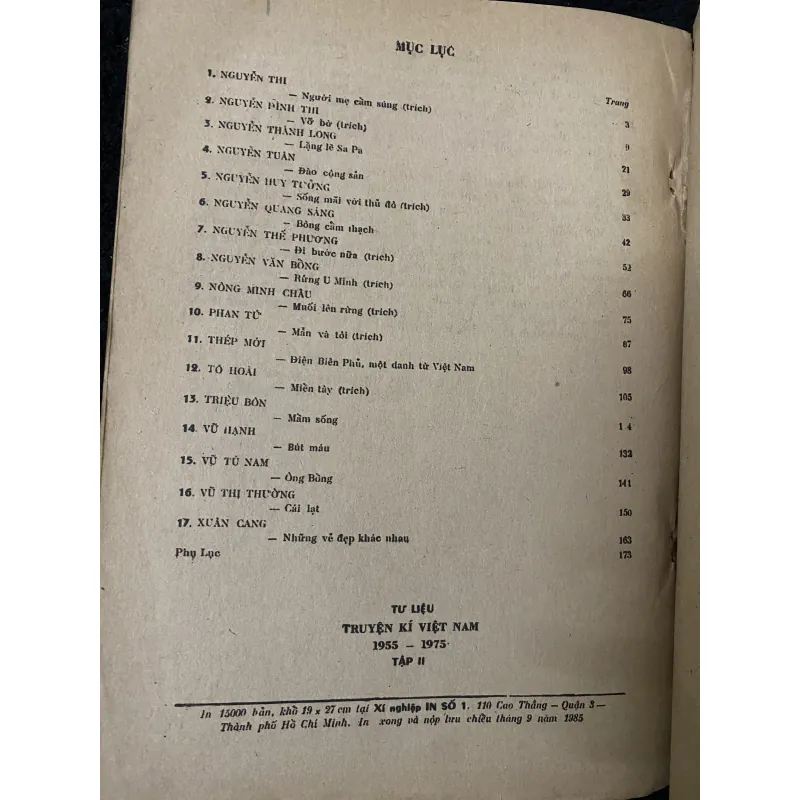 MỤC LỤC
Trang
1. NGUYỄN THI
— Người mẹ cầm súng (trích) 3
2. NGUYỄN ĐÌNH THI
— Vỡ bờ (trích) 9
3. NGUYỄN THÀNH LONG
— Lặng lẽ Sa Pa 21
4. NGUYỄN TUÂN
— Đào cộng sản 29
5. NGUYỄN HUY TƯỞNG
— Sống mãi với thủ đô (trích) 33
6. NGUYỄN QUANG SÁNG
— Bông cầm thạch 42
7. NGUYỄN THẾ PHƯƠNG
— Đi bước nữa (trích) 52
8. NGUYỄN VĂN BỒNG
— Rừng U Minh (trích) 66
9. NÔNG MINH CHÂU
— Muối lên rừng (trích) 75
10. PHAN TỨ
— Mẫn và tôi (trích) 87
11. THÉP MỚI
— Điện Biên Phủ, một danh từ Việt Nam 98
12. TÔ HOÀI
— Miền tây (trích) 105
13. TRIỆU BÔN
— Mầm sống 1 4
14. VŨ HẠNH
— Bút máu 132
15. VŨ TÚ NAM
— Ông Bồng 141
16. VŨ THỊ THƯỜNG
— Cái lạt 150
17. XUÂN CANG
— Những vẻ đẹp khác nhau 163
Phụ Lục 173
TƯ LIỆU
TRUYỆN KÍ VIỆT NAM
1955 – 1975
TẬP II
In 15000 bản, khổ 19 x 27 cm tại Xí nghiệp IN SỐ 1. 110 Cao Thắng – Quận 3 –
Thành phố Hồ Chí Minh. In xong và nộp lưu chiểu tháng 9 năm 1985